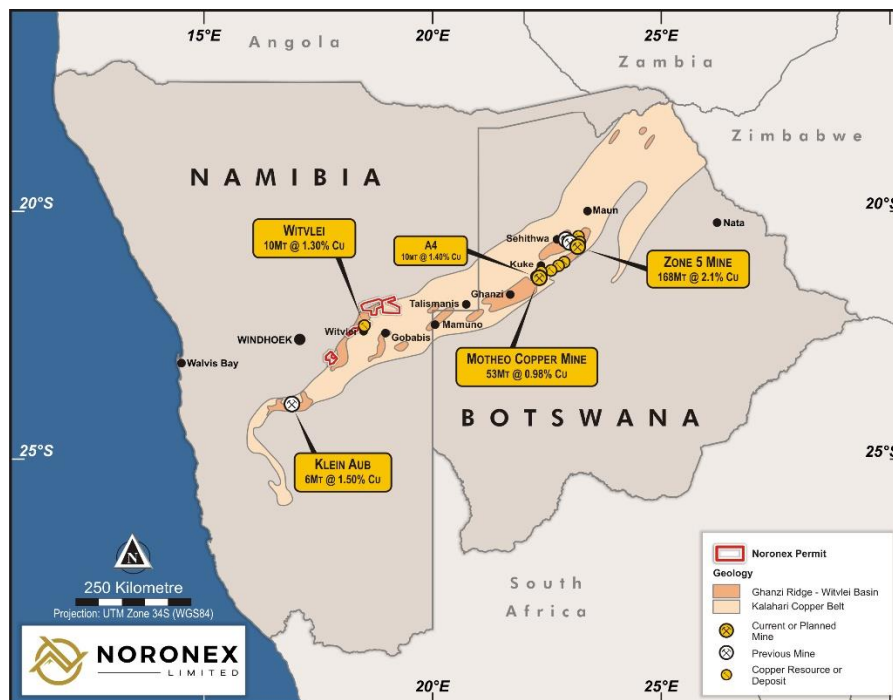 15°E
20°E
25°E
Angola
Zambia
Zimbabwe
NAMIBIA
20°S
20°S
Maun
Nata
WITVLEI
10MT @ 1.30% CU
A4
10MT @ 1.40% CU
Sehithwa
Kuke
ZONE 5 MINE
168MT @ 2.1% CU
Ghanzi
Talismanis
WINDHOEK
Witvlei
Gobabis
Mamuno
Walvis Bay
MOTHEO COPPER MINE
53MT @ 0.98% CU
BOTSWANA
25°S
25°S
KLEIN AUB
6MT @ 1.50% CU
N
250 Kilometre
Projection: UTM Zone 34S (WGS84)
South
Africa
Noronex Permit
Geology
Ghanzi Ridge - Witvlei Basin
Kalahari Copper Belt
Current or Planned
Mine
Previous Mine
Copper Resource or
Deposit
NORONEX
LIMITED
20°E
25°E